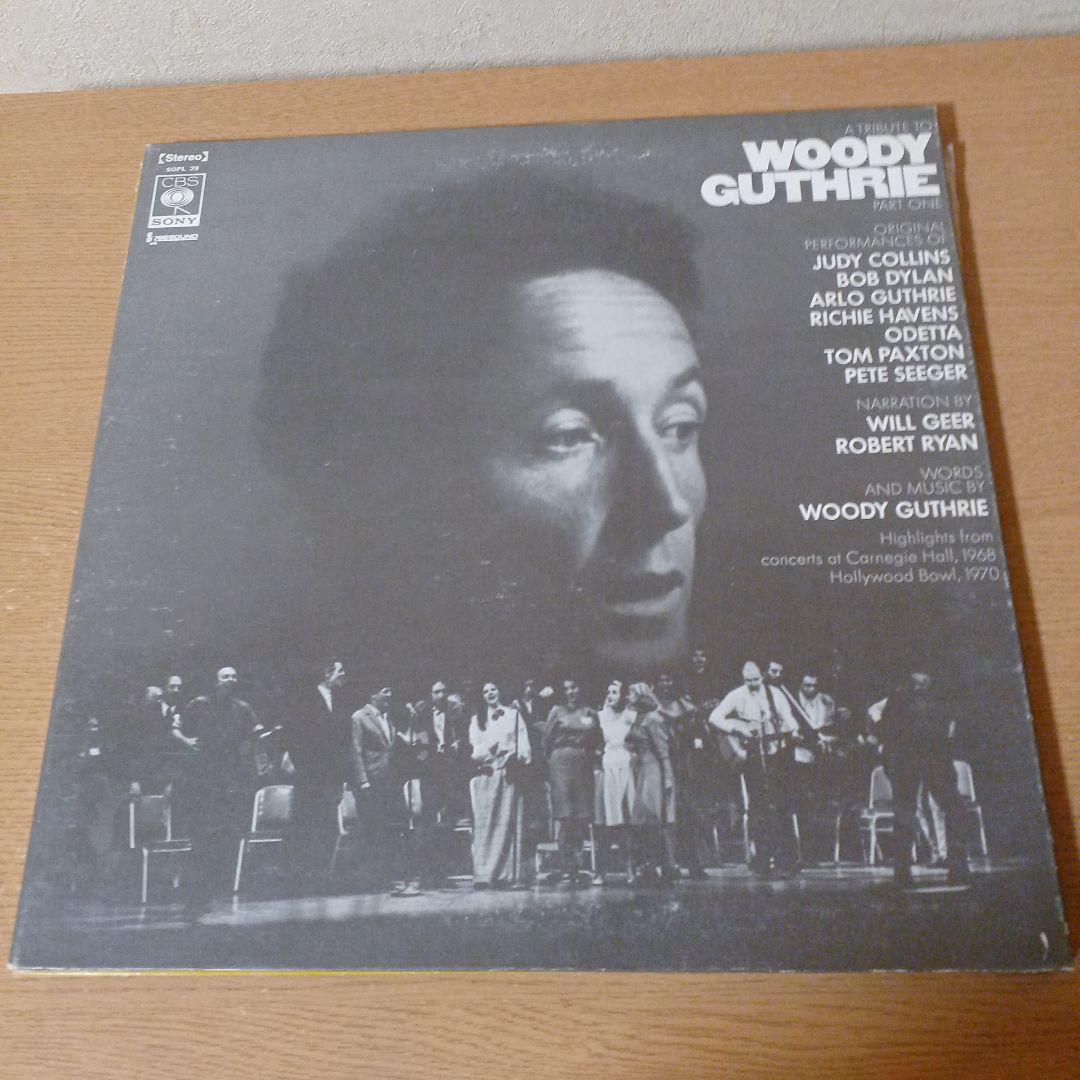 【Stereo】
SOPL 29
CBS
SONY
A TRIBUTE TO
WOODY
GUTHRIE
PART ONE
ORIGINAL
PERFORMANCES OF
JUDY COLLINS
BOB DYLAN
ARLO GUTHRIE
RICHIE HAVENS
ODETTA
TOM PAXTON
PETE SEEGER
NARRATION BY
WILL GEER
ROBERT RYAN
WORDS
AND MUSIC BY
WOODY GUTHRIE
Highlights from
concerts at Carnegie Hall, 1968
Hollywood Bowl, 1970